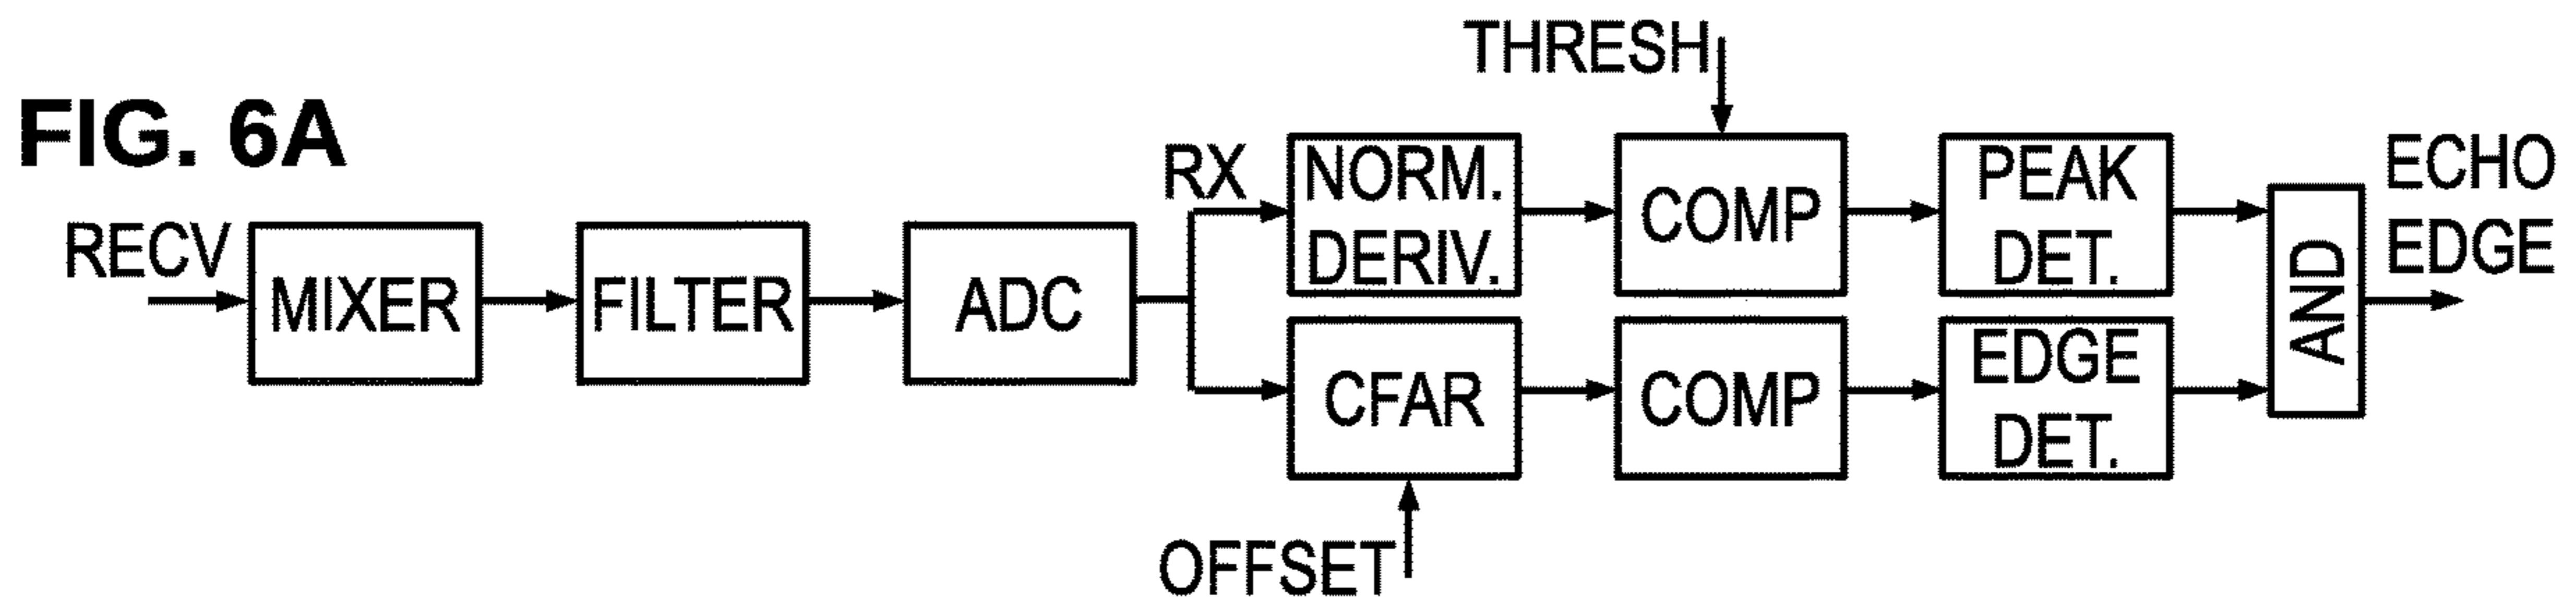 FIG. 6A
RECV
MIXER
FILTER
ADC
RX
NORM.
DERIV.
THRESH
COMP
PEAK
DET.
CFAR
OFFSET
COMP
EDGE
DET.
AND
ECHO
EDGE